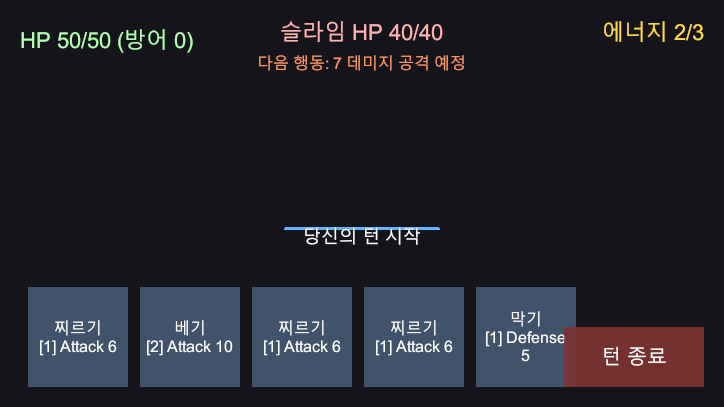 HP 50/50 (방어 0)
슬라임 HP 40/40
에너지 2/3
다음 행동: 7 데미지 공격 예정
당신의 턴 시작
찌르기
[1] Attack 6
베기
[2] Attack 10
찌르기
[1] Attack 6
찌르기
[1] Attack 6
막기
[1] Defense
5
턴 종료